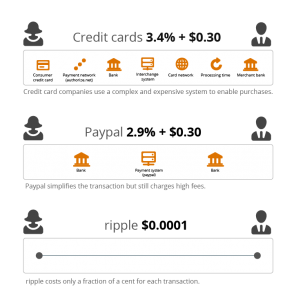 Credit cards 3.4% + $0.30
Consumer credit card
Payment network (authorize.net)
Bank
interchange system
Card network
Processing time
Merchant bank
Credit card companies use a complex and expensive system to enable purchases.
Paypal 2.9% + $0.30
Bank
Payment system (paypal)
Bank
Paypal simplifies the transaction but still charges high fees.
ripple $0.0001
ripple costs only a fraction of a cent for each transaction.